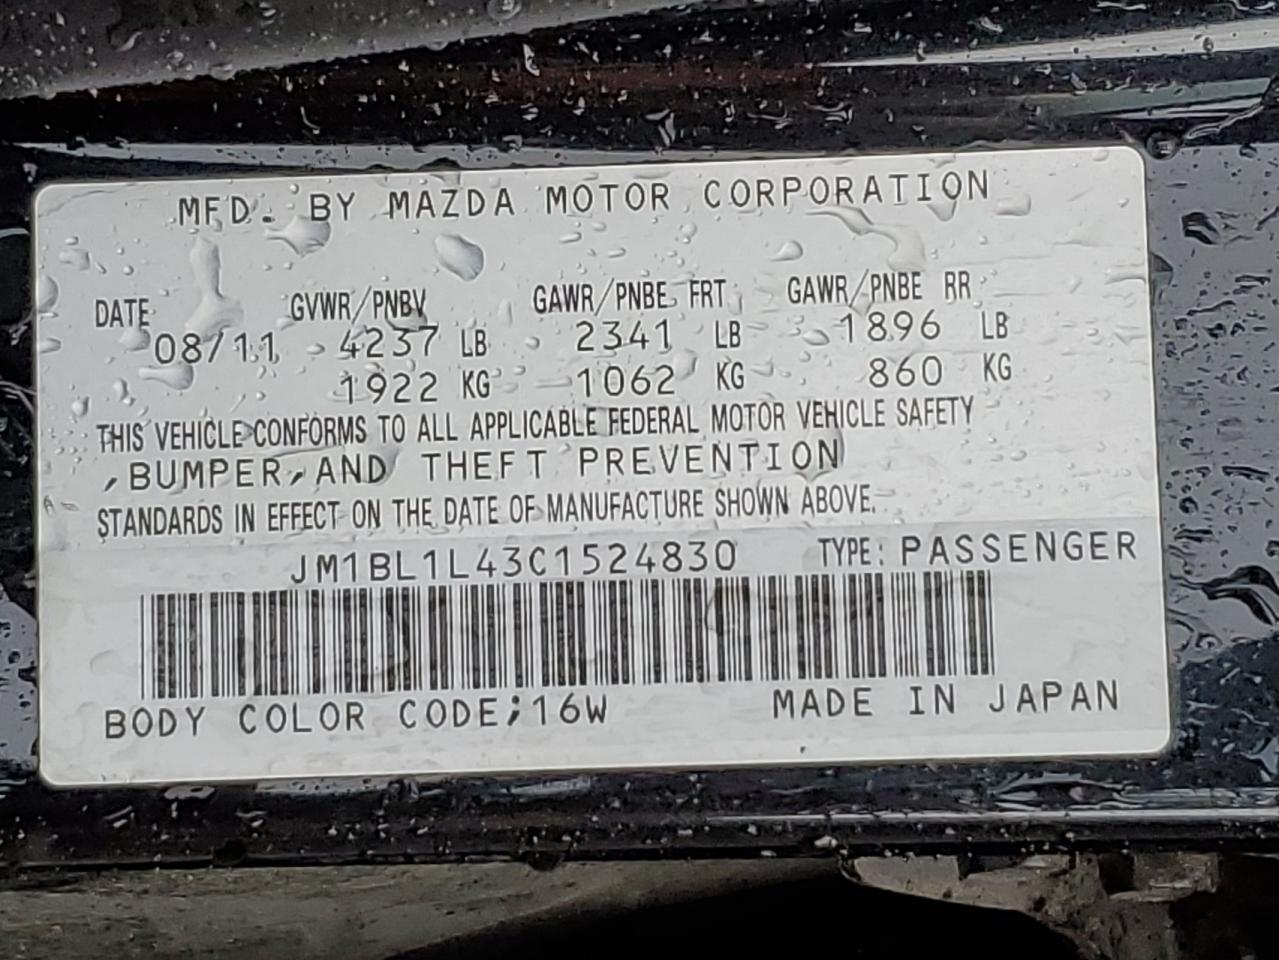 MFD. BY MAZDA MOTOR CORPORATION
DATE GVWR/PNBV GAWR/PNBE FRT GAWR/PNBE RR
08/11 4237 LB 2341 LB 1896 LB
1922 KG 1062 KG 860 KG
THIS VEHICLE CONFORMS TO ALL APPLICABLE FEDERAL MOTOR VEHICLE SAFETY
,BUMPER,AND THEFT PREVENTION
STANDARDS IN EFFECT ON THE DATE OF MANUFACTURE SHOWN ABOVE.
JM1BL1L43C1524830 TYPE: PASSENGER
BODY COLOR CODE;16W MADE IN JAPAN